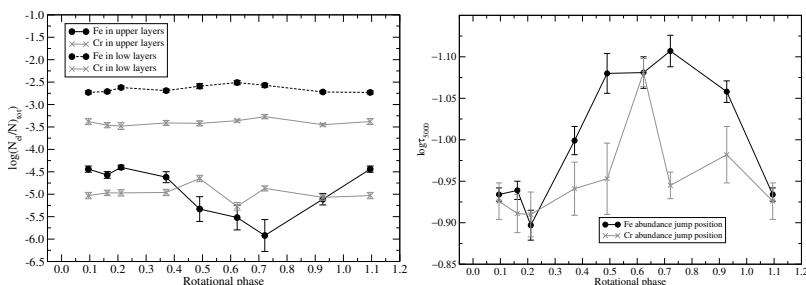 Fe in upper layers
Cr in upper layers
Fe in low layers
Cr in low layers
log(N_el/N)_tot)
-1.0
-1.5
-2.0
-2.5
-3.0
-3.5
-4.0
-4.5
-5.0
-5.5
-6.0
-6.5
0.0 0.1 0.2 0.3 0.4 0.5 0.6 0.7 0.8 0.9 1.0 1.1 1.2
Rotational phase
logτ_5000
-1.10
-1.05
-1.00
-0.95
-0.90
-0.85
Fe abundance jump position
Cr abundance jump position
0.0 0.1 0.2 0.3 0.4 0.5 0.6 0.7 0.8 0.9 1.0 1.1 1.2
Rotational phase